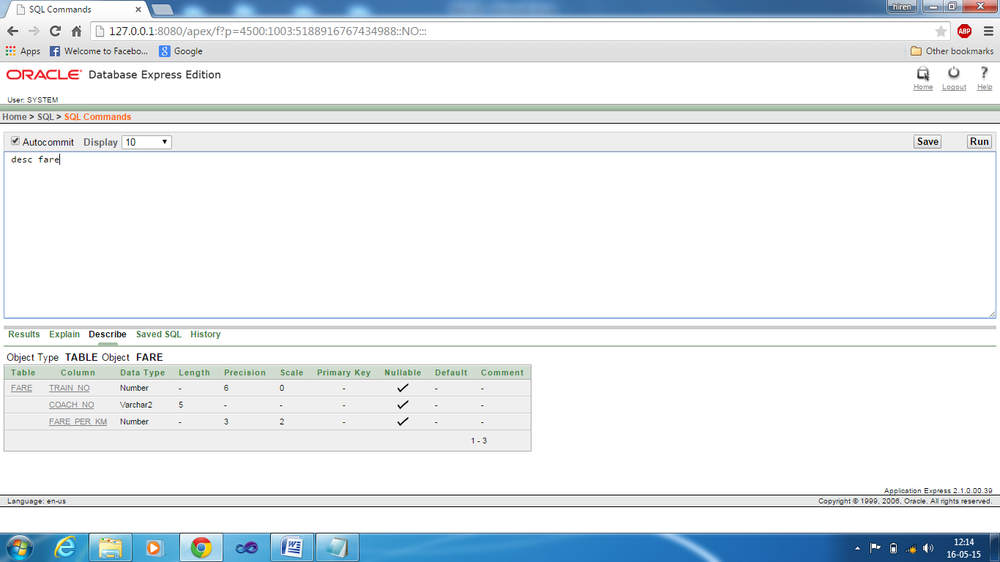 SQL Commands
hiren
127.0.0.1:8080/apex/f?p=4500:1003:5188916767434988::NO:::
ABP
Apps Welcome to Facebo... Google Other bookmarks
ORACLE Database Express Edition
Home Logout Help
User: SYSTEM
Home > SQL > SQL Commands
Autocommit Display 10 Save Run
desc fare
Results Explain Describe Saved SQL History
Object Type TABLE Object FARE
Table Column Data Type Length Precision Scale Primary Key Nullable Default Comment
FARE TRAIN_NO Number - 6 0 - - -
COACH_NO Varchar2 5 - - - - -
FARE_PER_KM Number - 3 2 - - -
1 - 3
Application Express 2.1.0.00.39
Language: en-us Copyright © 1999, 2006, Oracle. All rights reserved.
12:14
16-05-15